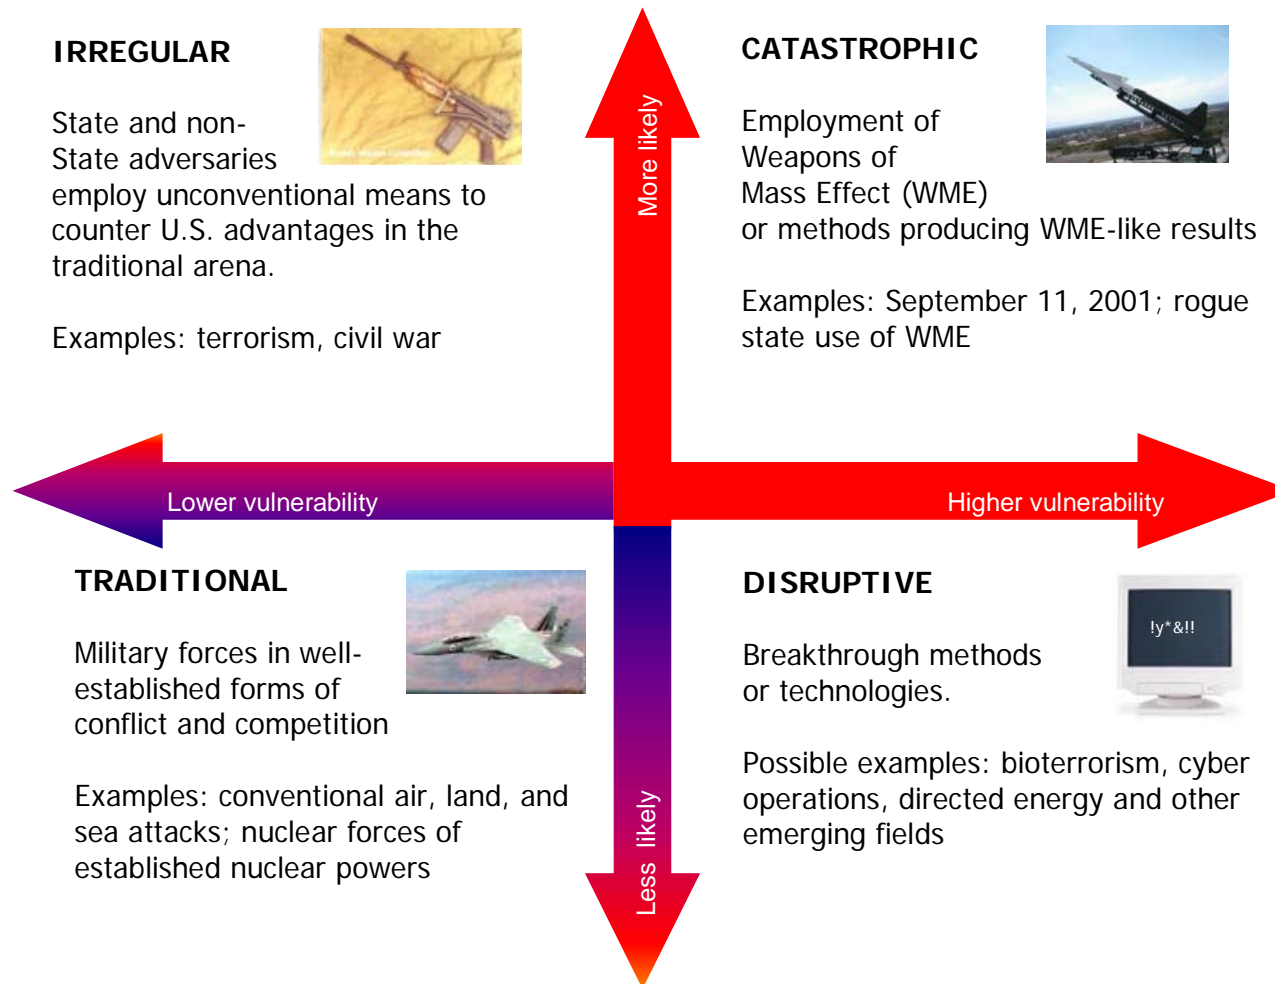 IRREGULAR
State and non-
State adversaries
employ unconventional means to
counter U.S. advantages in the
traditional arena.
Examples: terrorism, civil war
CATASTROPHIC
Employment of
Weapons of
Mass Effect (WME)
or methods producing WME-like results
Examples: September 11, 2001; rogue
state use of WME
More likely
Lower vulnerability
Higher vulnerability
TRADITIONAL
Military forces in well-
established forms of
conflict and competition
Examples: conventional air, land, and
sea attacks; nuclear forces of
established nuclear powers
DISRUPTIVE
!y*&!!
Breakthrough methods
or technologies.
Possible examples: bioterrorism, cyber
operations, directed energy and other
emerging fields
Less likely